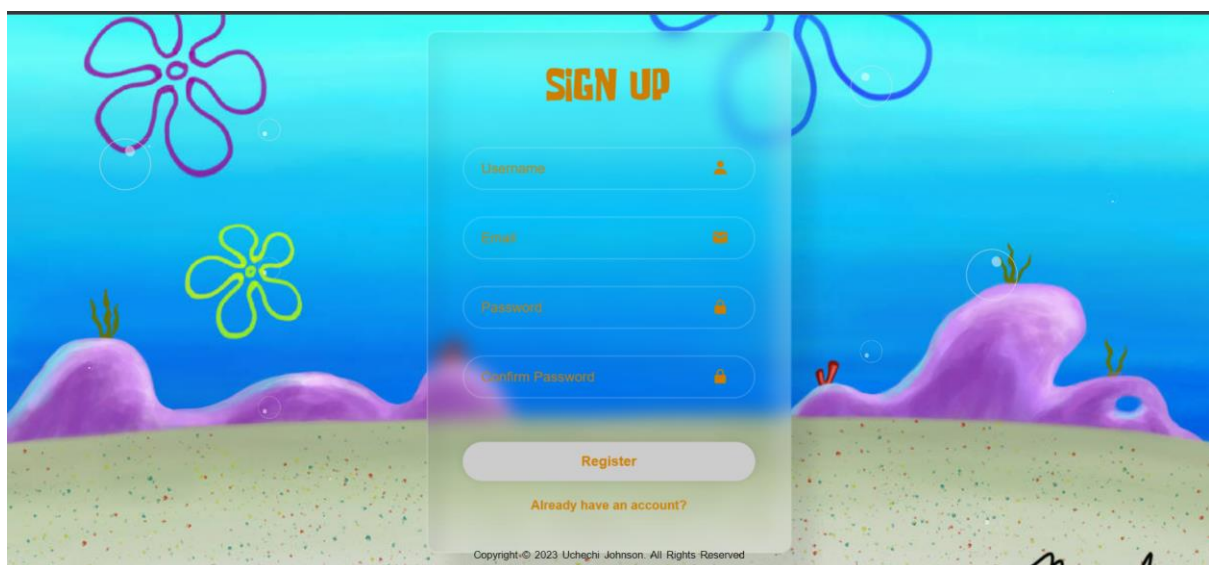 SiGN UP
Username
Email
Password
Confirm Password
Register
Already have an account?
Copyright © 2023 Uchechi Johnson. All Rights Reserved